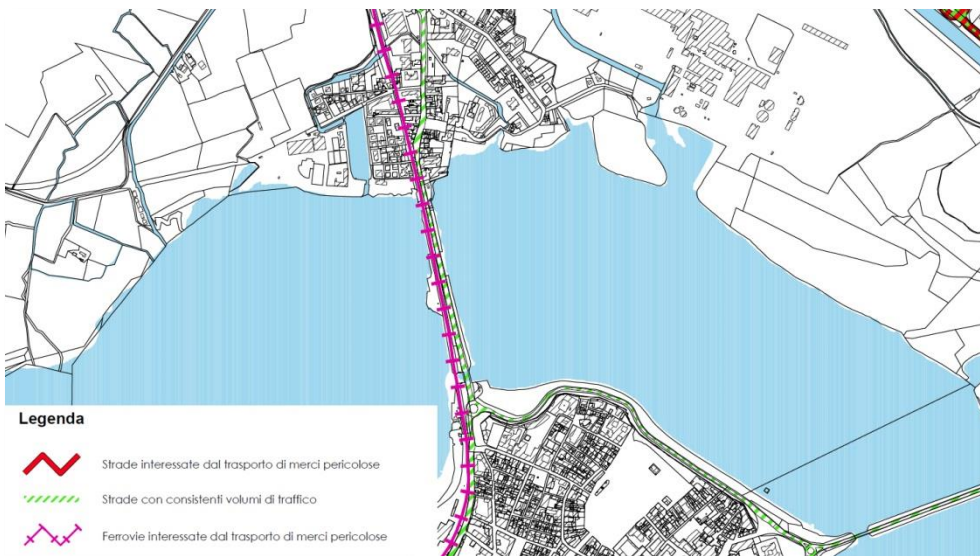 Legenda
Strade interessate dal trasporto di merci pericolose
Strade con consistenti volumi di traffico
Ferrovie interessate dal trasporto di merci pericolose